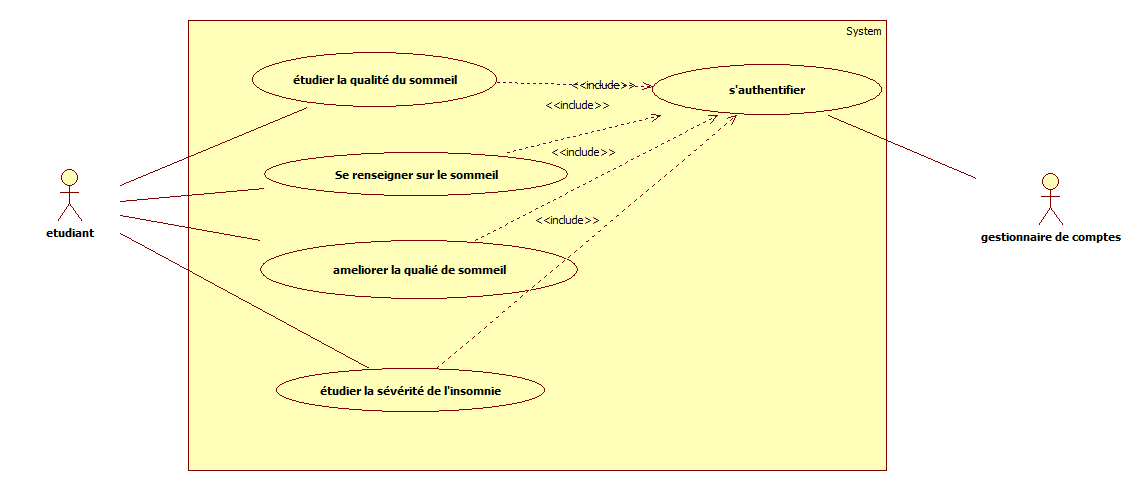 System
étudier la qualité du sommeil
<<include>>
s'authentifier
<<include>>
<<include>>
Se renseigner sur le sommeil
<<include>>
etudiant
gestionnaire de comptes
ameliorer la qualié de sommeil
étudier la sévérité de l'insomnie